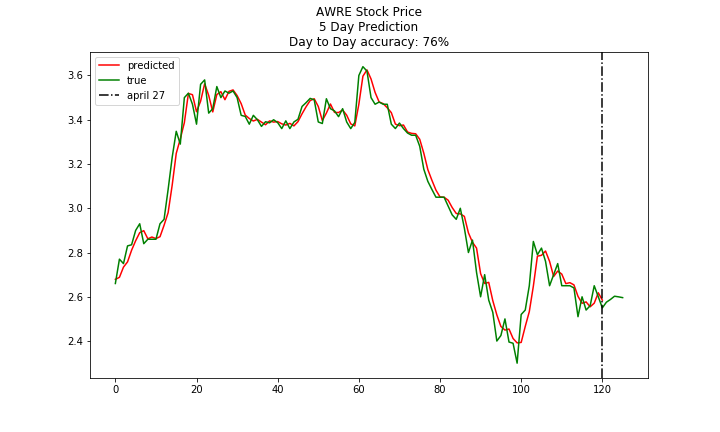 AWRE Stock Price
5 Day Prediction
Day to Day accuracy: 76%
predicted
true
april 27
3.6
3.4
3.2
3.0
2.8
2.6
2.4
0 20 40 60 80 100 120